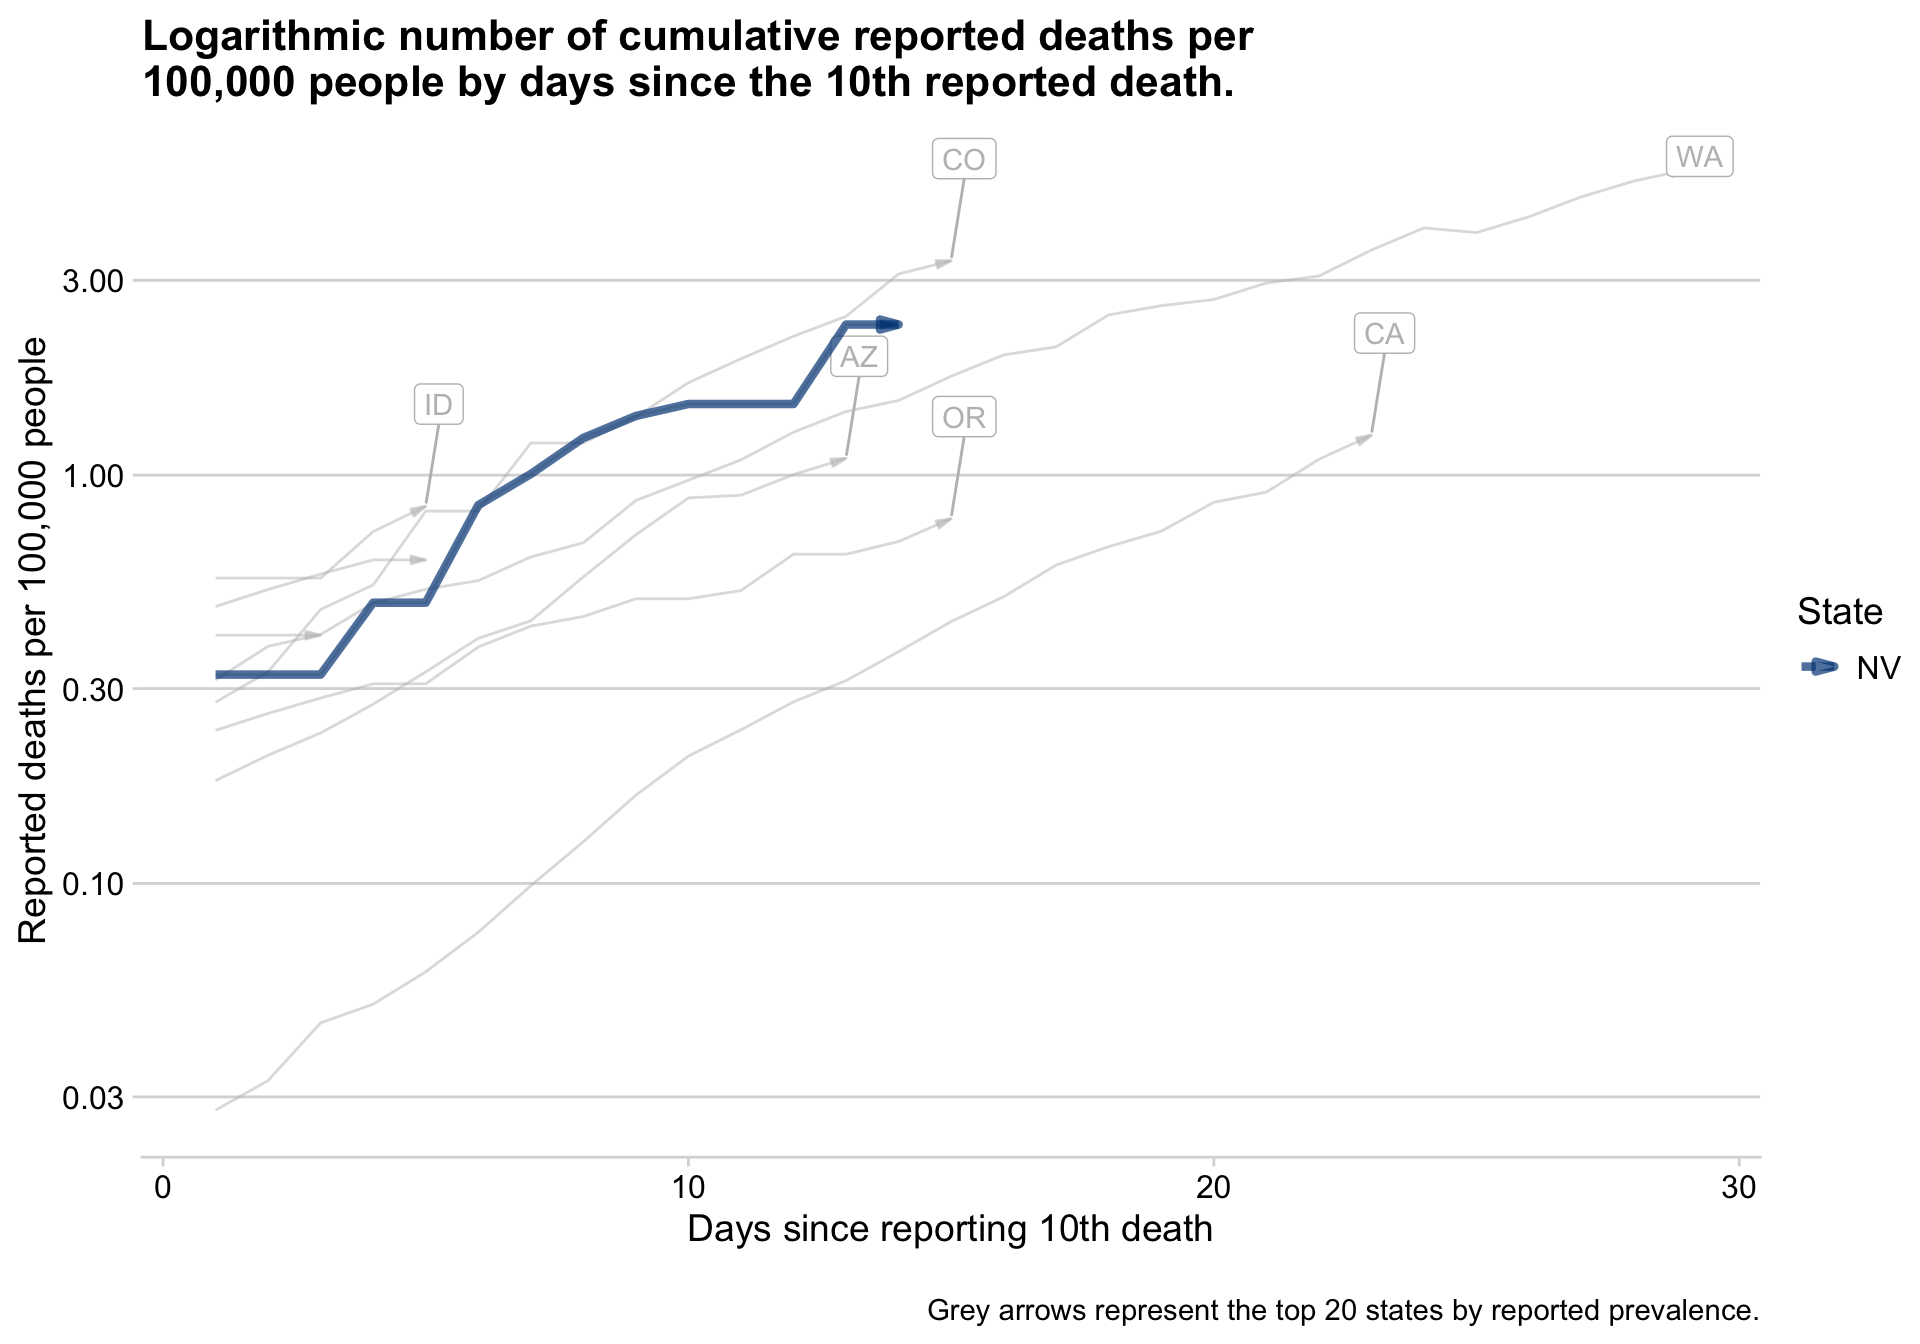 Logarithmic number of cumulative reported deaths per
100,000 people by days since the 10th reported death.
CO
WA
3.00
CA
AZ
ID
OR
1.00
Reported deaths per 100,000 people
State
NV
0.30
0.10
0.03
0
10
20
30
Days since reporting 10th death
Grey arrows represent the top 20 states by reported prevalence.